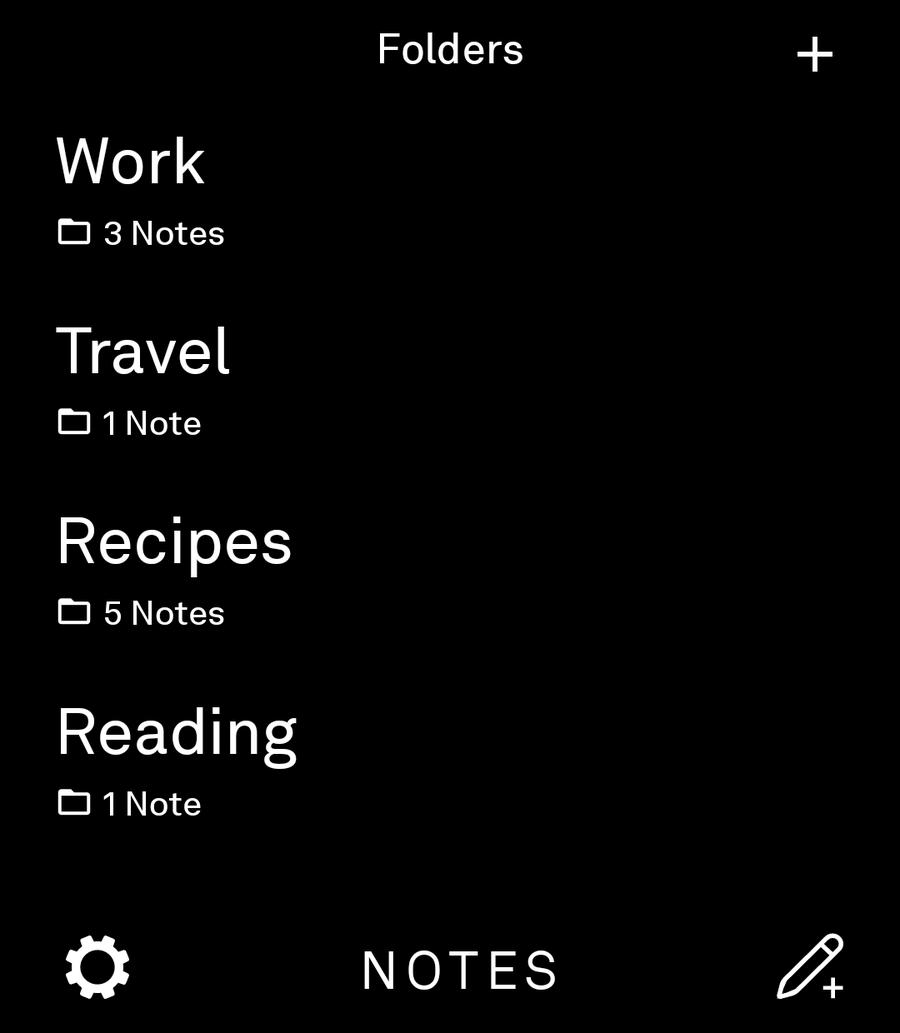 Folders
Work
3 Notes
Travel
1 Note
Recipes
5 Notes
Reading
1 Note
NOTES